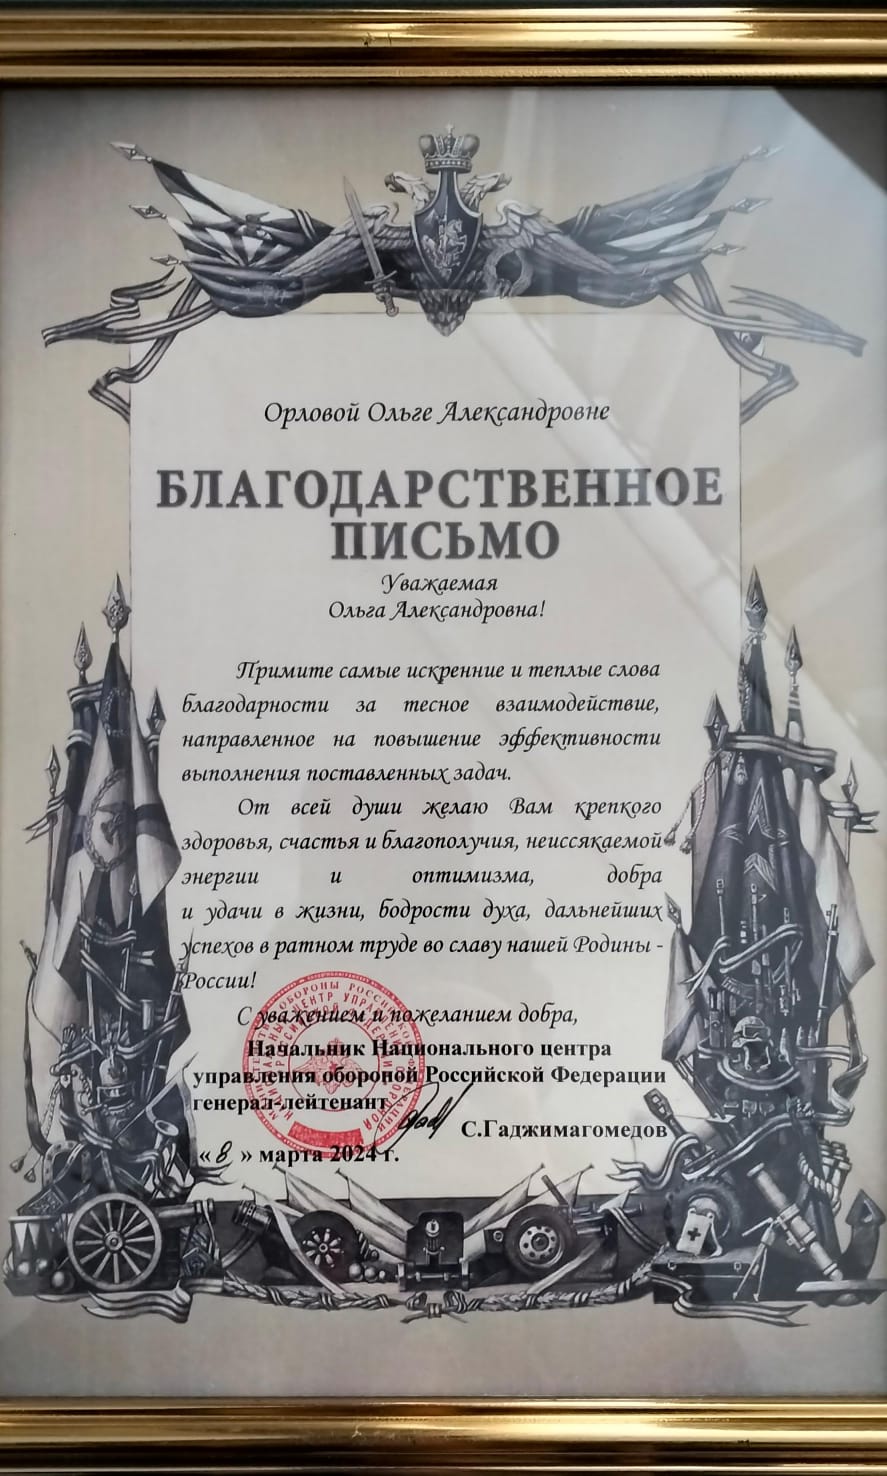 Орловой Ольге Александровне
БЛАГОДАРСТВЕННОЕ
ПИСЬМО
Уважаемая
Ольга Александровна!
Примите самые искренние и теплые слова
благодарности за тесное взаимодействие,
направленное на повышение эффективности
выполнения поставленных задач.
От всей души желаю Вам крепкого
здоровья, счастья и благополучия, неиссякаемой
энергии и оптимизма, добра
и удачи в жизни, бодрости духа, дальнейших
успехов в ратном труде во славу нашей Родины -
России!
С уважением и пожеланием добра,
Начальник Национального центра
управления обороной Российской Федерации
генерал-лейтенант
С.Гаджимагомедов
«8» марта 2024 г.